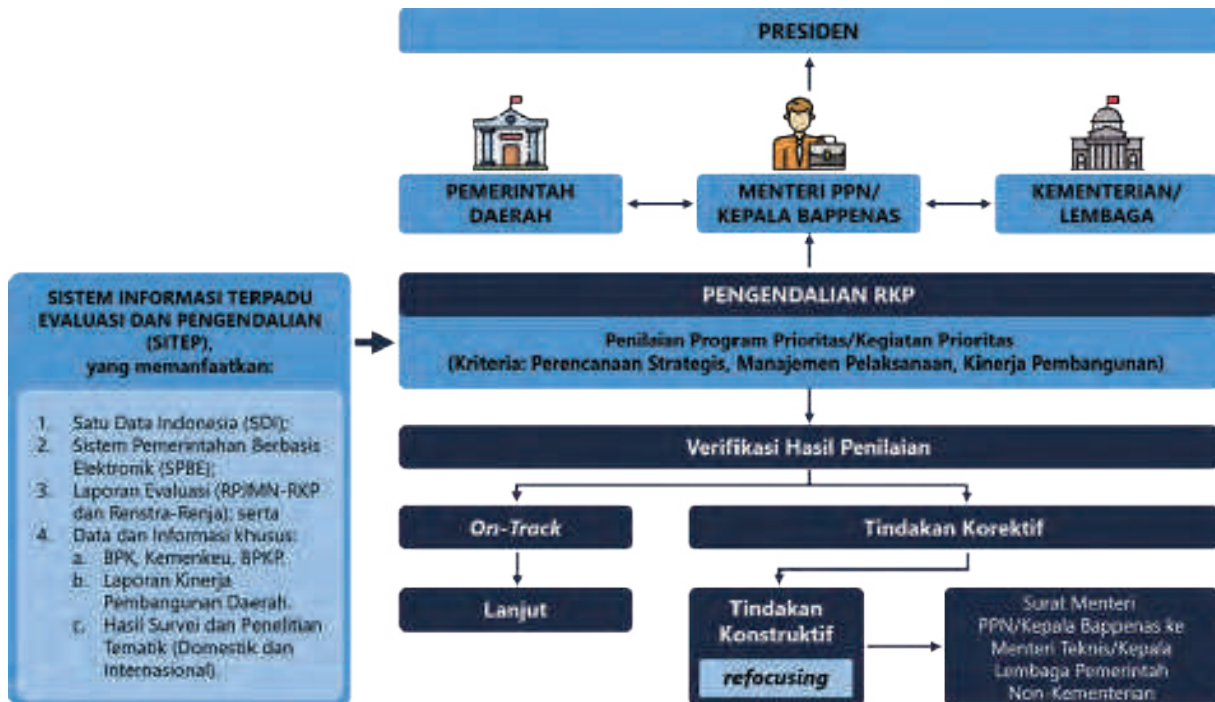 PRESIDEN
PEMERINTAH
DAERAH
MENTERI PPN/
KEPALA BAPPENAS
KEMENTERIAN/
LEMBAGA
SISTEM INFORMASI TERPADU
EVALUASI DAN PENGENDALIAN
(SITEP),
yang memanfaatkan:
1. Satu Data Indonesia (SDI);
2. Sistem Pemerintahan Berbasis
Elektronik (SPBE);
3. Laporan Evaluasi (RPJMN-RKP
dan Renstra-Renja); serta
4. Data dan Informasi khusus:
a. BPK, Kemenkeu, BPKP.
b. Laporan Kinerja
Pembangunan Daerah.
c. Hasil Survei dan Penelitian
Tematik (Domestik dan
Internasional).
PENGENDALIAN RKP
Penilaian Program Prioritas/Kegiatan Prioritas
(Kriteria: Perencanaan Strategis, Manajemen Pelaksanaan, Kinerja Pembangunan)
Verifikasi Hasil Penilaian
On-Track
Tindakan Korektif
Lanjut
Tindakan
Konstruktif
refocusing
Surat Menteri
PPN/Kepala Bappenas ke
Menteri Teknis/Kepala
Lembaga Pemerintah
Non-Kementerian